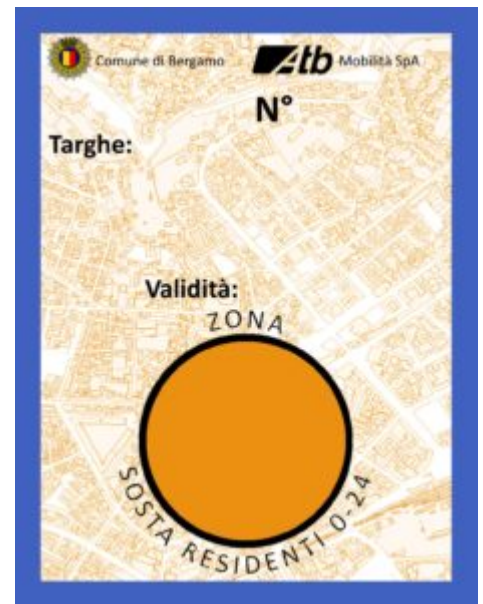 Comune di Bergamo Atb Mobilità SpA
N°
Targhe:
Validità:
ZONA
SOSTA RESIDENTI 0-24